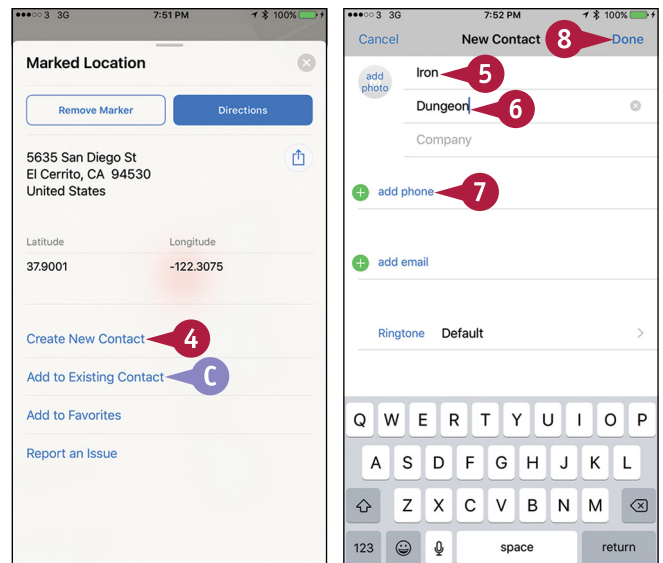 3 3G 7:51 PM 100%
Marked Location
Remove Marker Directions
5635 San Diego St
El Cerrito, CA 94530
United States
Latitude Longitude
37.9001 -122.3075
Create New Contact 4
Add to Existing Contact C
Add to Favorites
Report an Issue
3 3G 7:52 PM 100%
Cancel New Contact 8 Done
add
photo
Iron 5
Dungeon 6
Company
add phone 7
add email
Ringtone Default
Q W E R T Y U I O P
A S D F G H J K L
Z X C V B N M
123 space return